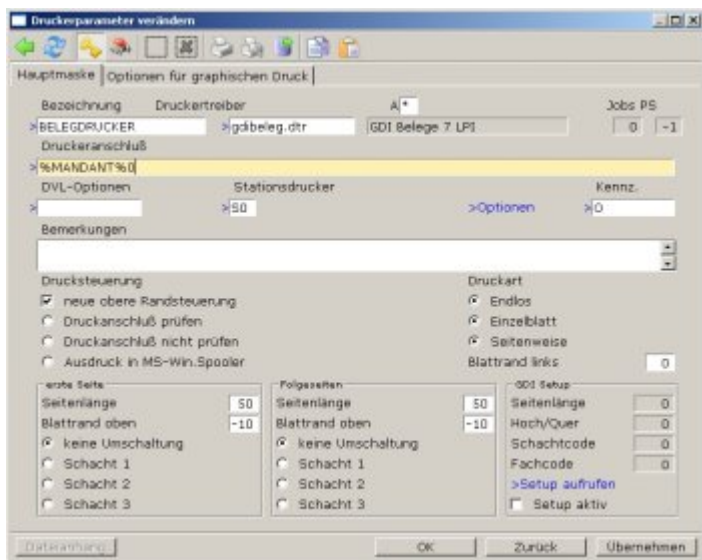 Druckerparameter verändern
Hauptmaske Optionen für graphischen Druck
Bezeichnung Druckertreiber A * Jobs PS
>BELEGDRUCKER >gdibeleg.dtr GDI Belege 7 LPI 0 -1
Druckeranschluß
>%MANDANT%0
DVL-Optionen Stationsdrucker Kennz.
> >50 >Optionen >0
Bemerkungen
Drucksteuerung Druckart
neue obere Randsteuerung Endlos
Druckanschluß prüfen Einzelblatt
Druckanschluß nicht prüfen Seitenweise
Ausdruck in MS-Win.Spooler Blattrand links 0
erste Seite Folgeseiten GDI Setup
Seitenlänge 50 Seitenlänge 50 Seitenlänge 0
Blattrand oben -10 Blattrand oben -10 Hoch/Quer 0
keine Umschaltung keine Umschaltung Schachtcode 0
Schacht 1 Schacht 1 Fachcode 0
Schacht 2 Schacht 2 >Setup aufrufen
Schacht 3 Schacht 3 Setup aktiv
Dateianhang OK Zurück Übernehmen